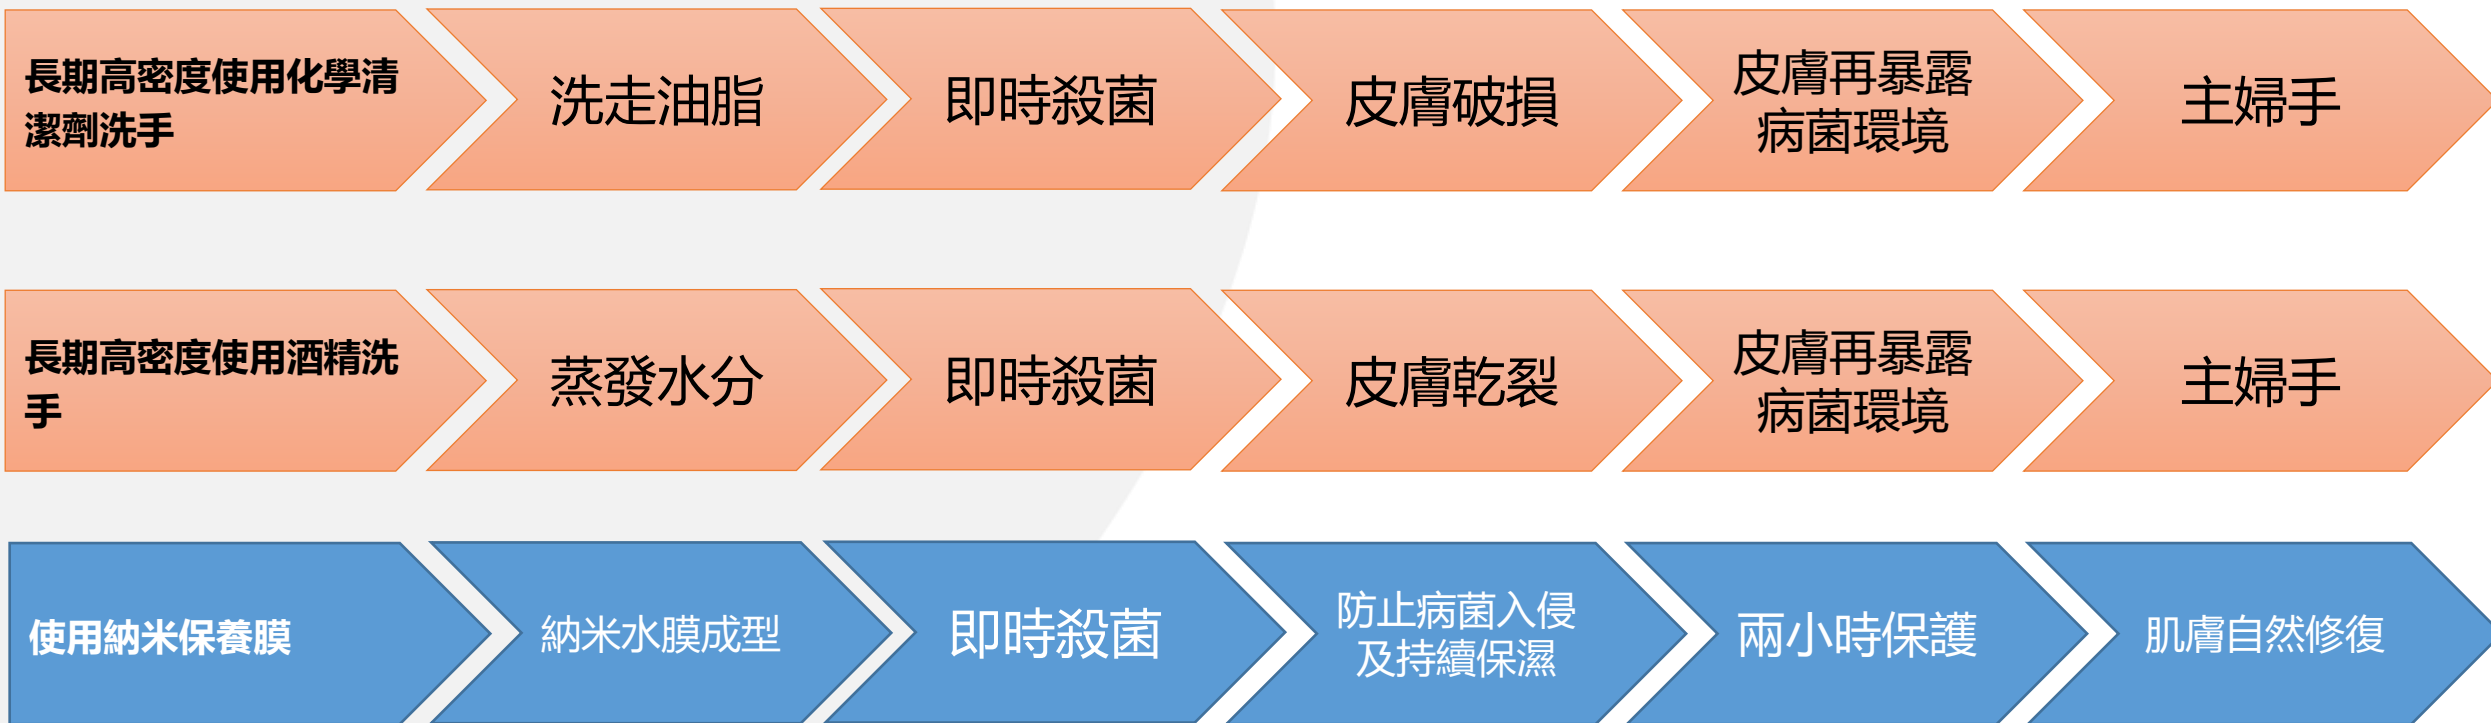 長期高密度使用化學清
潔劑洗手
洗走油脂
即時殺菌
皮膚破損
皮膚再暴露
病菌環境
主婦手
長期高密度使用酒精洗
手
蒸發水分
即時殺菌
皮膚乾裂
皮膚再暴露
病菌環境
主婦手
使用納米保養膜
納米水膜成型
即時殺菌
防止病菌入侵
及持續保濕
兩小時保護
肌膚自然修復